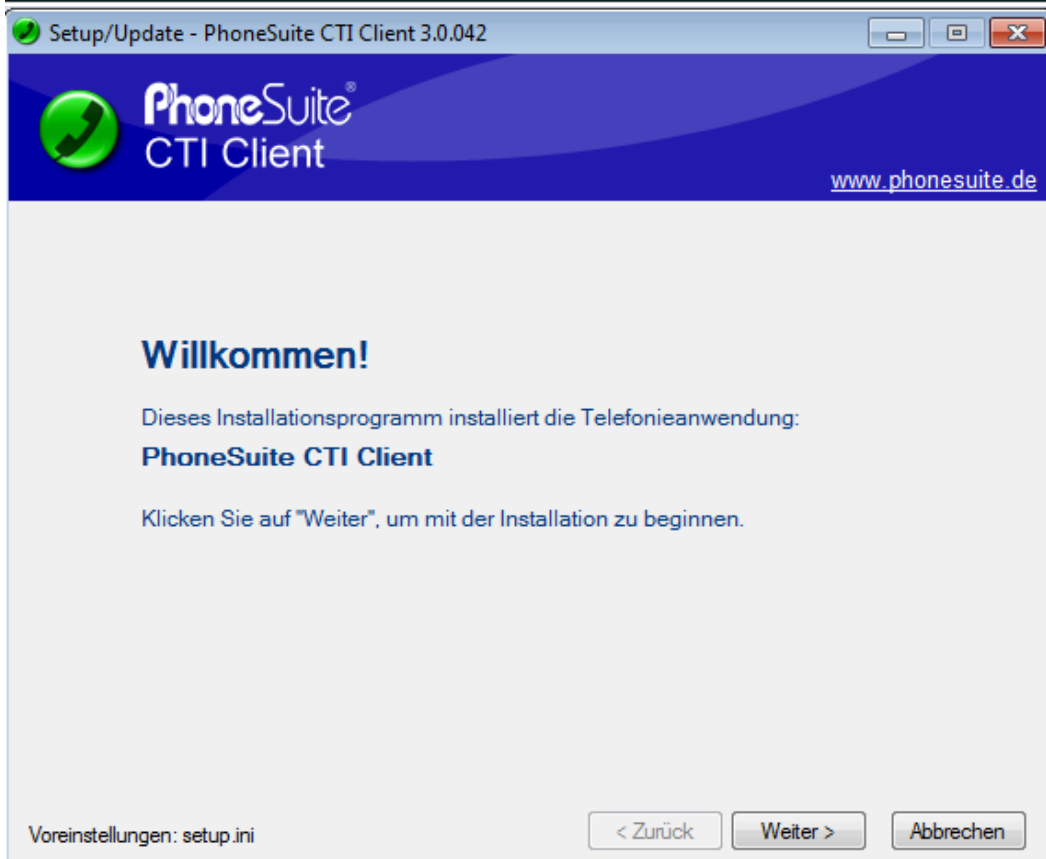 Setup/Update - PhoneSuite CTI Client 3.0.042
PhoneSuite®
CTI Client
www.phonesuite.de
Willkommen!
Dieses Installationsprogramm installiert die Telefonieanwendung:
PhoneSuite CTI Client
Klicken Sie auf "Weiter", um mit der Installation zu beginnen.
Voreinstellungen: setup.ini < Zurück Weiter > Abbrechen